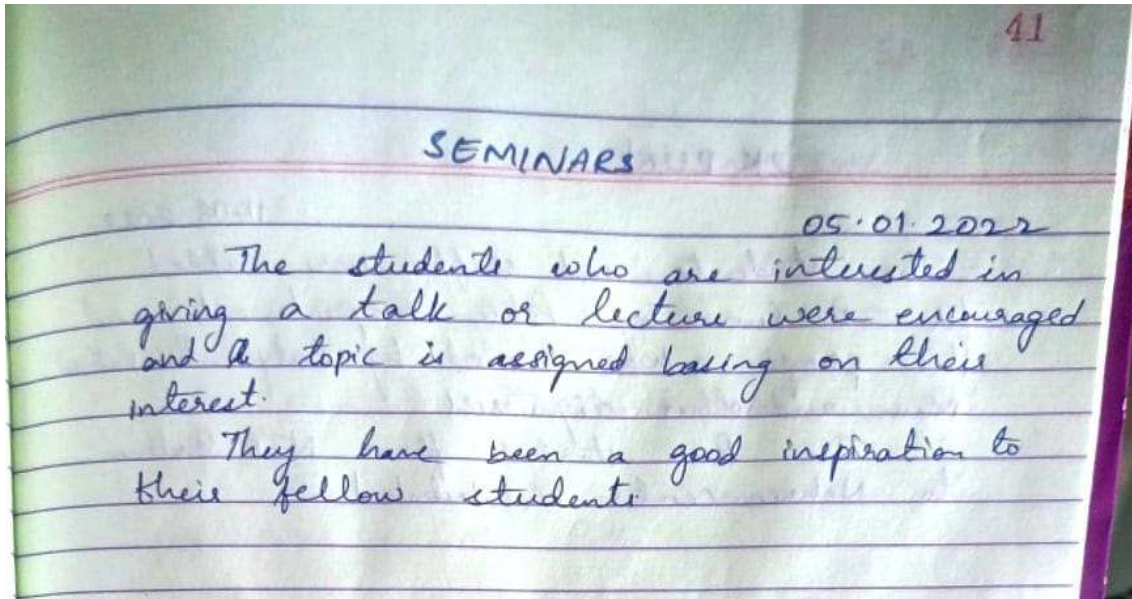 41
SEMINARS
05.01.2022
The students who are interested in
giving a talk or lecture were encouraged
and a topic is assigned basing on their
interest.
They have been a good inspiration to
their fellow students.